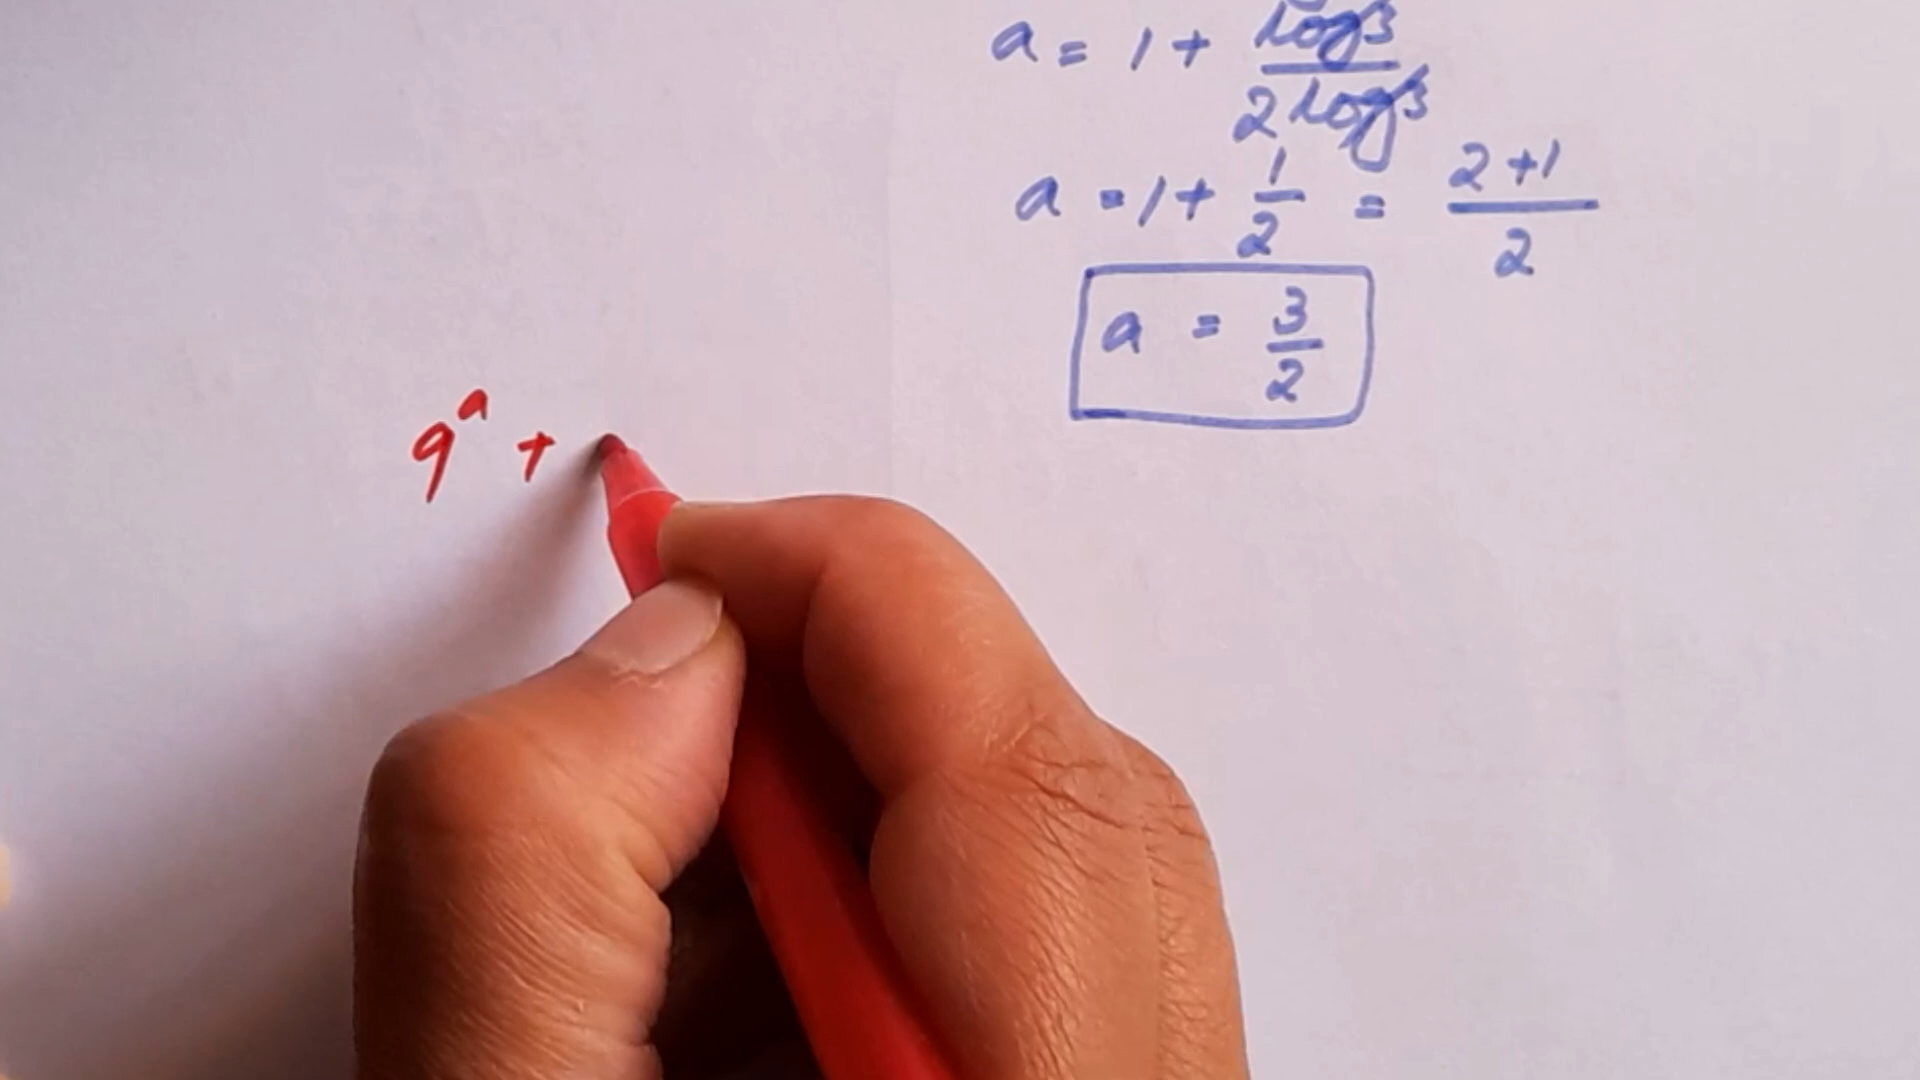 a = 1 + log3/2log3
a = 1 + 1/2 = 2+1/2
a = 3/2
9^a +